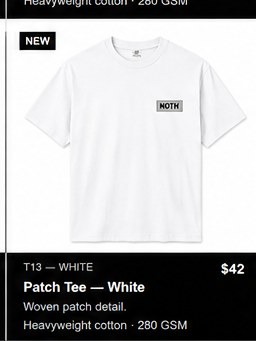 Heavyweight cotton · 280 GSM
NEW
NOTH
T13 — WHITE
$42
Patch Tee — White
Woven patch detail.
Heavyweight cotton · 280 GSM